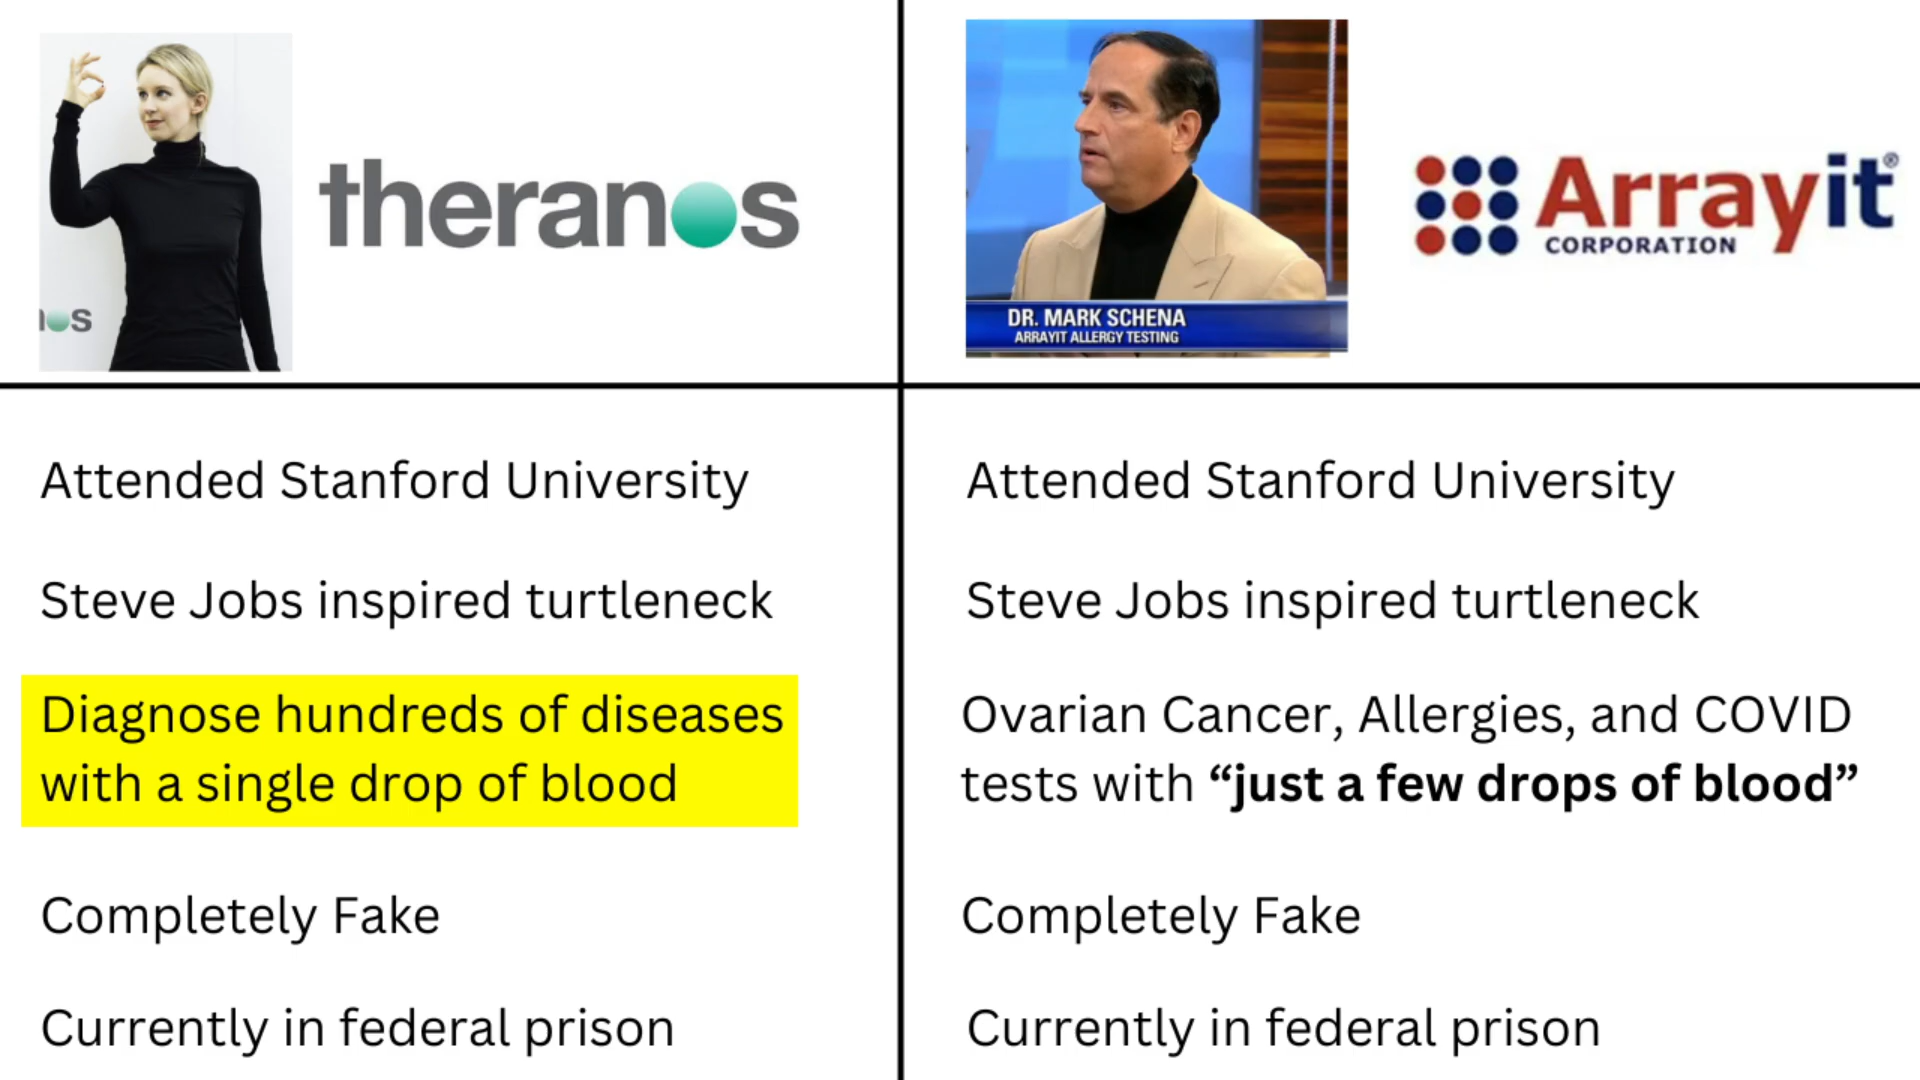 nos
theranos
DR. MARK SCHENA
ARRAYIT ALLERGY TESTING
Arrayit®
CORPORATION
Attended Stanford University
Steve Jobs inspired turtleneck
Diagnose hundreds of diseases
with a single drop of blood
Completely Fake
Currently in federal prison
Attended Stanford University
Steve Jobs inspired turtleneck
Ovarian Cancer, Allergies, and COVID
tests with “just a few drops of blood”
Completely Fake
Currently in federal prison